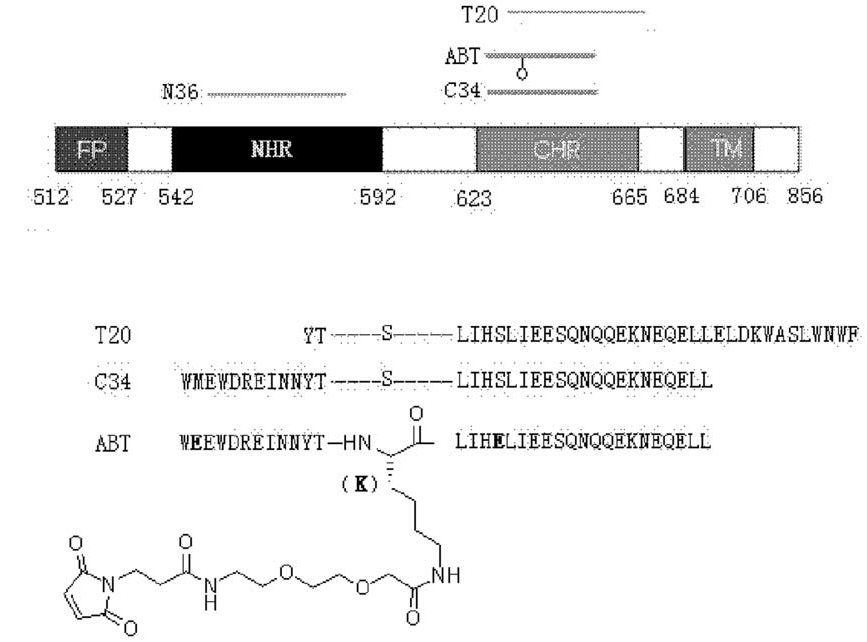 T20
ABT
C34
N36
FP NHR CHR TM
512 527 542 592 623 665 684 706 856
T20 YT-----S-----LIHSLIEESQNQQEKNEQELLELDKWASLWNWF
C34 WMEWDREINNYT-----S-----LIHSLIEESQNQQEKNEQELL
ABT WEEWDREINNYT-HN O LIHELIEESQNQQEKNEQELL
(K)
O O
N N H O O NH
O O